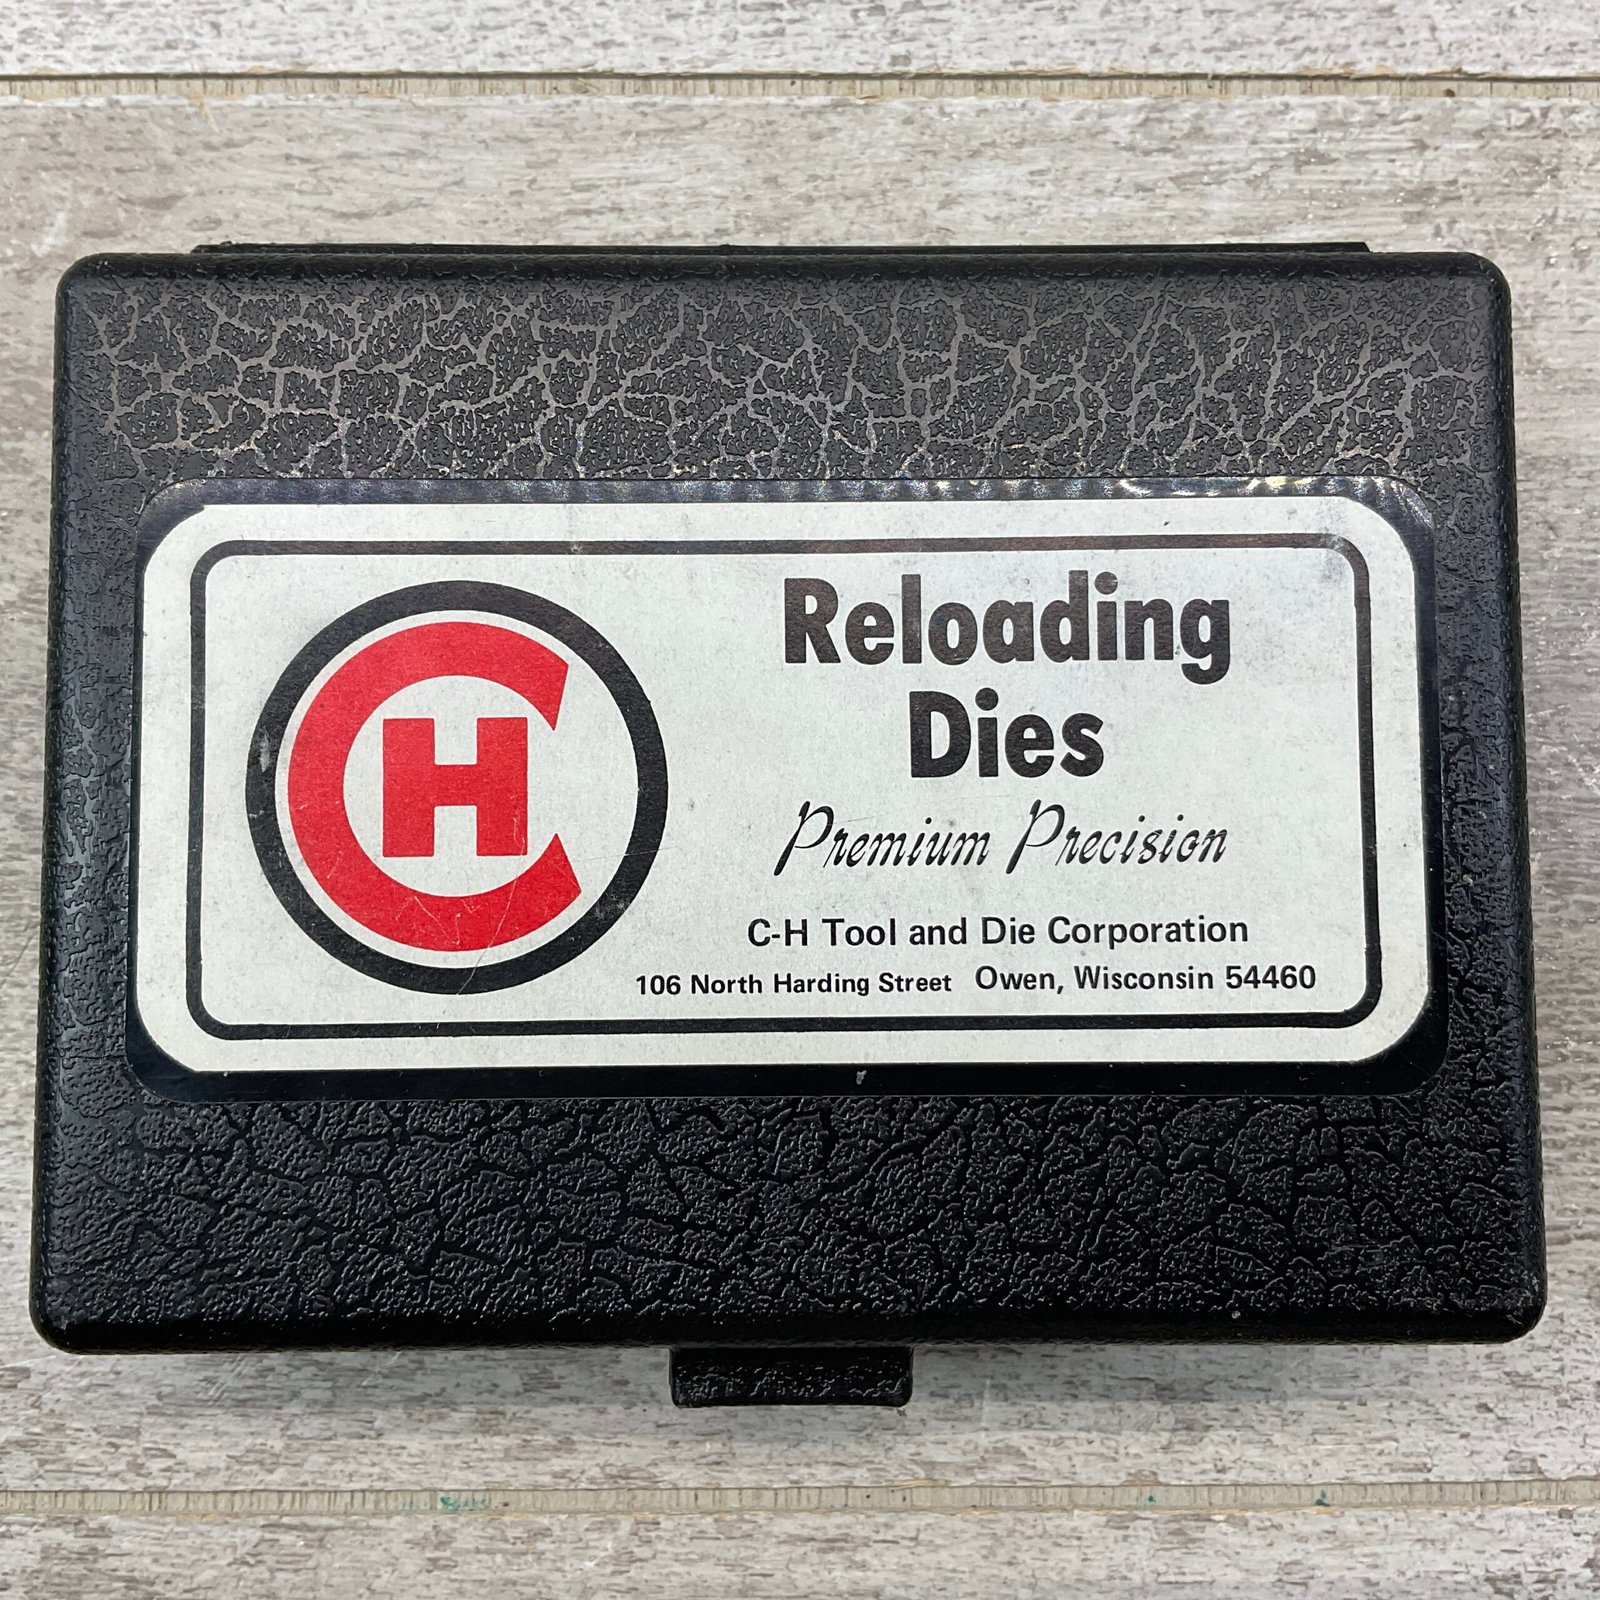 CH
Reloading
Dies
Premium Precision
C-H Tool and Die Corporation
106 North Harding Street Owen, Wisconsin 54460